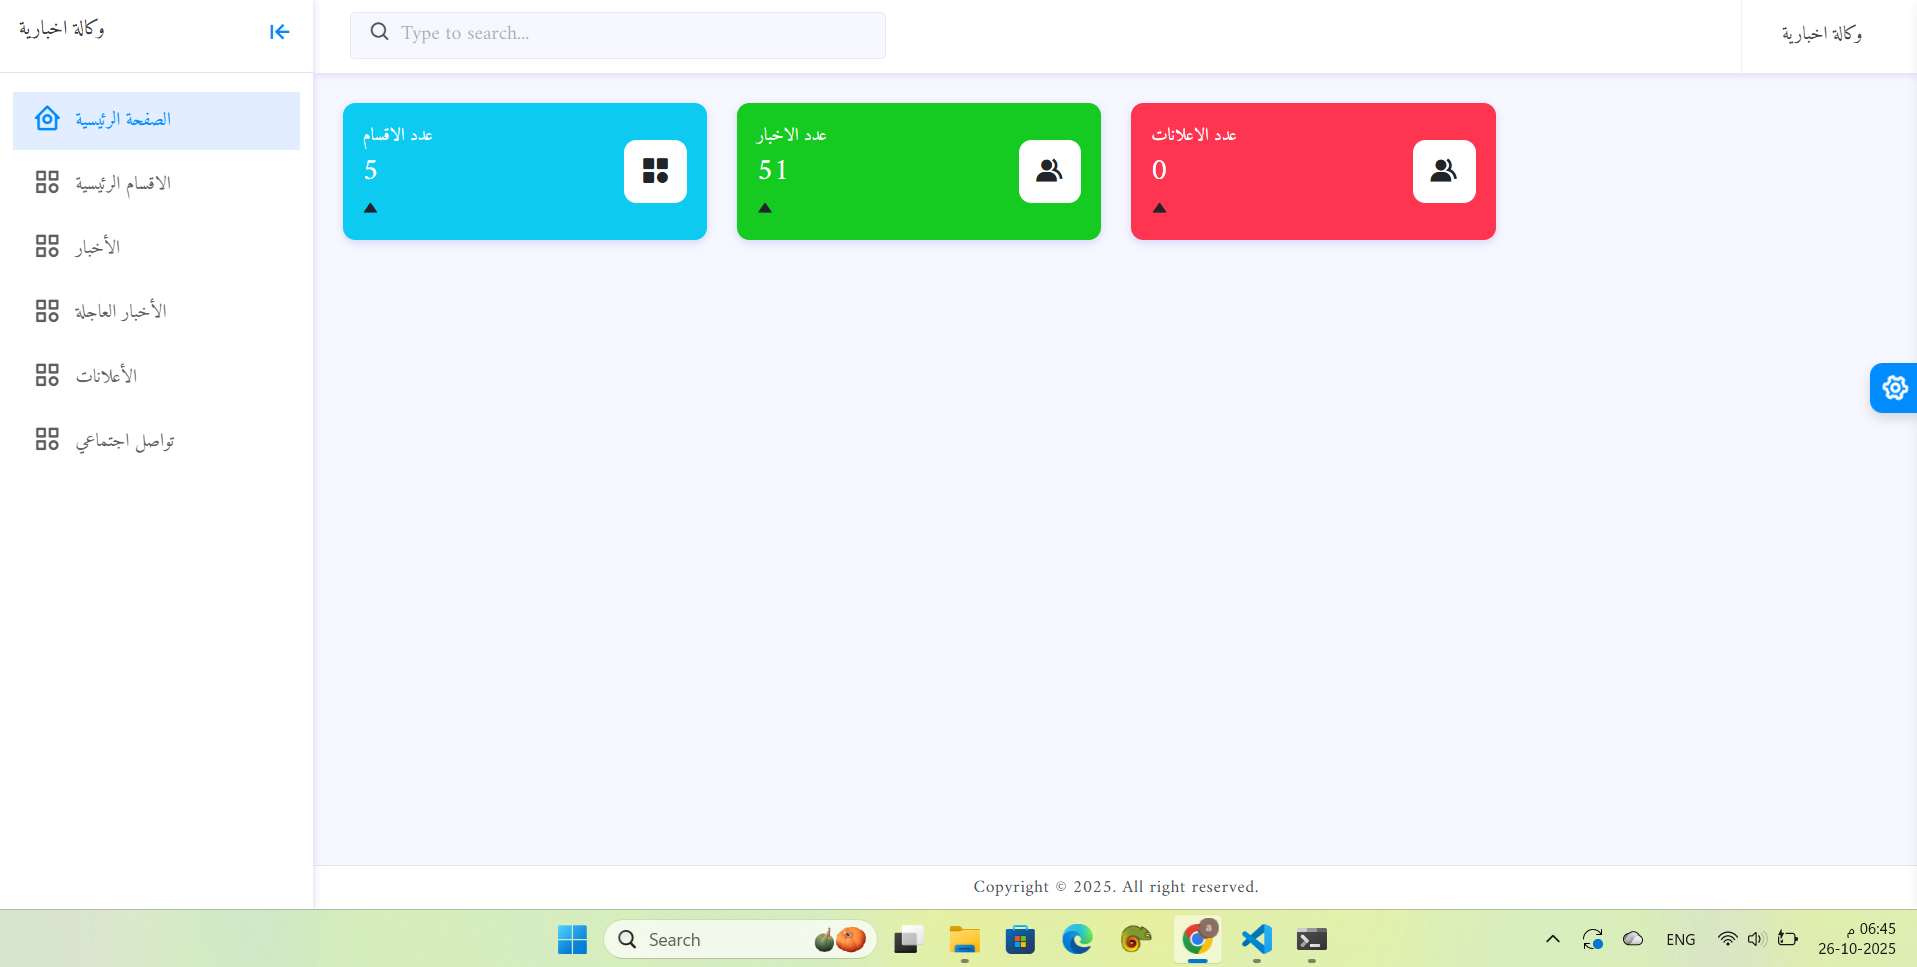 وكالة اخبارية
Type to search...
وكالة اخبارية
الصفحة الرئيسية
الاقسام الرئيسية
الأخبار
الأخبار العاجلة
الأعلانات
تواصل اجتماعي
عدد الاقسام
5
عدد الاخبار
51
عدد الاعلانات
0
Copyright © 2025. All right reserved.
Search
a
ENG
06:45 م
26-10-2025